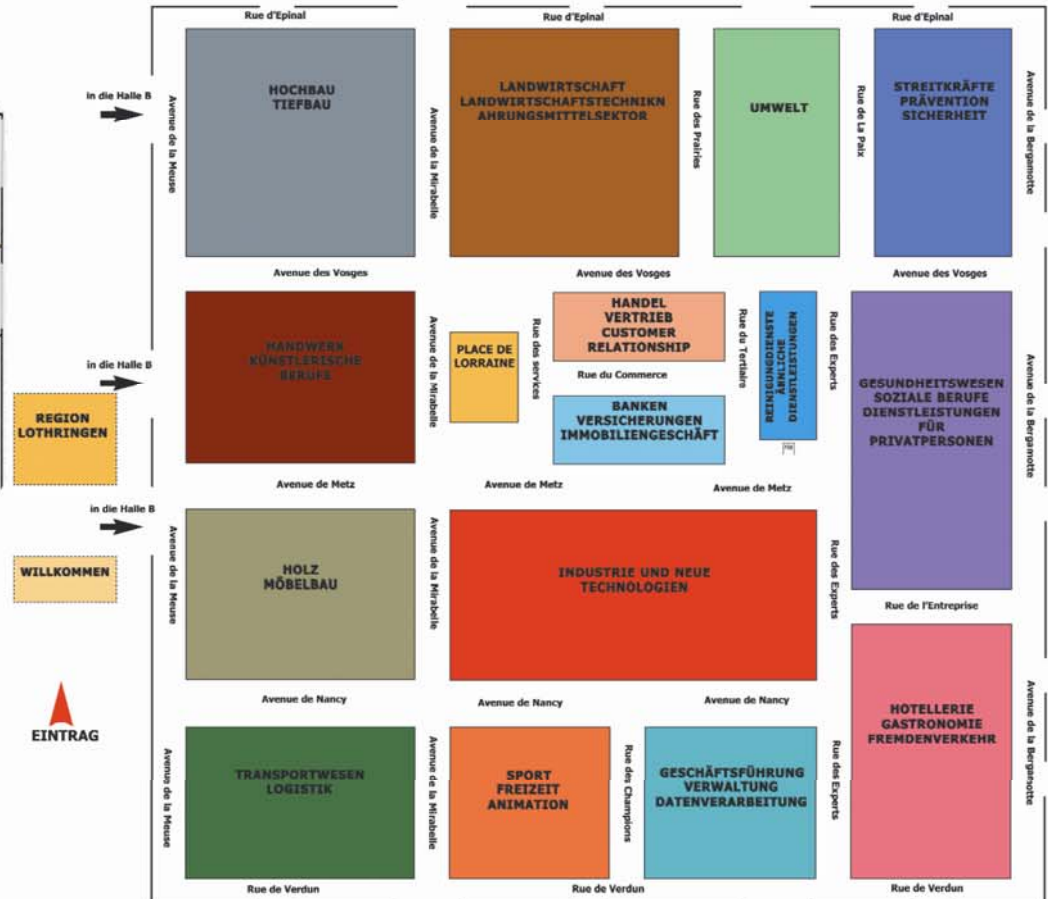 Rue d'Epinal
Rue d'Epinal
Rue d'Epinal
in die Halle B
Avenue de la Meuse
HOCHBAU
TIEFBAU
Avenue de la Mirabelle
LANDWIRTSCHAFT
LANDWIRTSCHAFTSTECHNIKN
AHRUNGSMITTELSEKTOR
Rue des Prairies
UMWELT
Rue de La Paix
STREITKRÄFTE
PRÄVENTION
SICHERHEIT
Avenue de la Bergamotte
Avenue des Vosges
Avenue des Vosges
Avenue des Vosges
in die Halle B
REGION
LOTHRINGEN
HANDWERK
KÜNSTLERISCHE
BERUFE
Avenue de la Mirabelle
PLACE DE
LORRAINE
Rue des services
HANDEL
VERTRIEB
CUSTOMER
RELATIONSHIP
Rue du Commerce
BANKEN
VERSICHERUNGEN
IMMOBILIENGESCHÄFT
Rue du Tertiaire
REINIGUNGDIENSTE
ÄHNLICHE
DIENSTLEISTUNGEN
Rue des Experts
GESUNDHEITSWESEN
SOZIALE BERUFE
DIENSTLEISTUNGEN
FÜR
PRIVATPERSONEN
Avenue de la Bergamotte
Avenue de Metz
Avenue de Metz
Avenue de Metz
in die Halle B
WILLKOMMEN
Avenue de la Meuse
HOLZ
MÖBELBAU
Avenue de la Mirabelle
INDUSTRIE UND NEUE
TECHNOLOGIEN
Rue des Experts
Rue de l'Entreprise
Avenue de Nancy
Avenue de Nancy
Avenue de Nancy
EINTRAG
Avenue de la Meuse
TRANSPORTWESEN
LOGISTIK
Avenue de la Mirabelle
SPORT
FREIZEIT
ANIMATION
Rue des Champions
GESCHÄFTSFÜHRUNG
VERWALTUNG
DATENVERARBEITUNG
Rue des Experts
HOTELLERIE
GASTRONOMIE
FREMDENVERKEHR
Avenue de la Bergamotte
Rue de Verdun
Rue de Verdun
Rue de Verdun